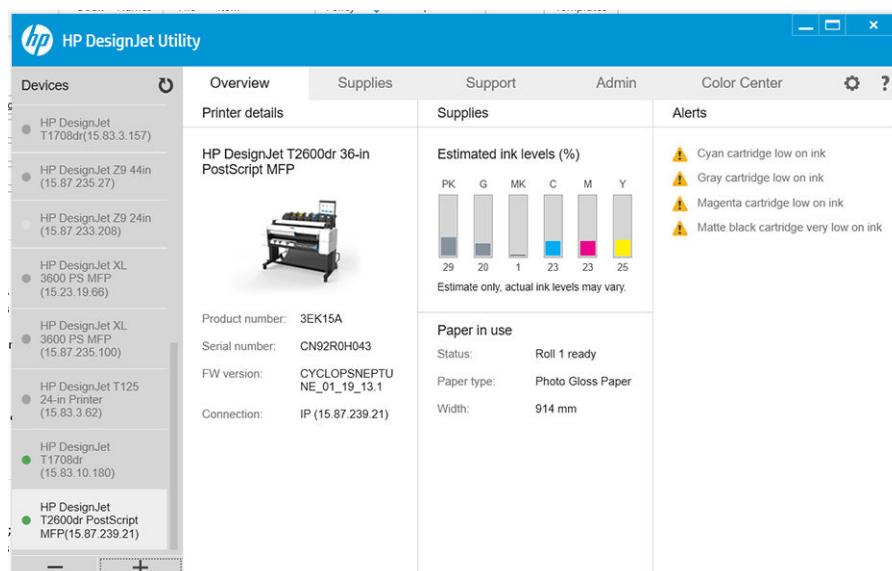 hp HP DesignJet Utility
Devices
HP DesignJet
T1708dr(15.83.3.157)
HP DesignJet Z9 44in
(15.87.235.27)
HP DesignJet Z9 24in
(15.87.233.208)
HP DesignJet XL
3600 PS MFP
(15.23.19.66)
HP DesignJet XL
3600 PS MFP
(15.87.235.100)
HP DesignJet T125
24-in Printer
(15.83.3.62)
HP DesignJet
T1708dr
(15.83.10.180)
HP DesignJet
T2600dr PostScript
MFP(15.87.239.21)
Overview Supplies Support Admin Color Center ?
Printer details
HP DesignJet T2600dr 36-in
PostScript MFP
Product number: 3EK15A
Serial number: CN92R0H043
FW version: CYCLOPSNEPTU
NE_01_19_13.1
Connection: IP (15.87.239.21)
Supplies
Estimated ink levels (%)
PK G MK C M Y
29 20 1 23 23 25
Estimate only, actual ink levels may vary.
Paper in use
Status: Roll 1 ready
Paper type: Photo Gloss Paper
Width: 914 mm
Alerts
Cyan cartridge low on ink
Gray cartridge low on ink
Magenta cartridge low on ink
Matte black cartridge very low on ink